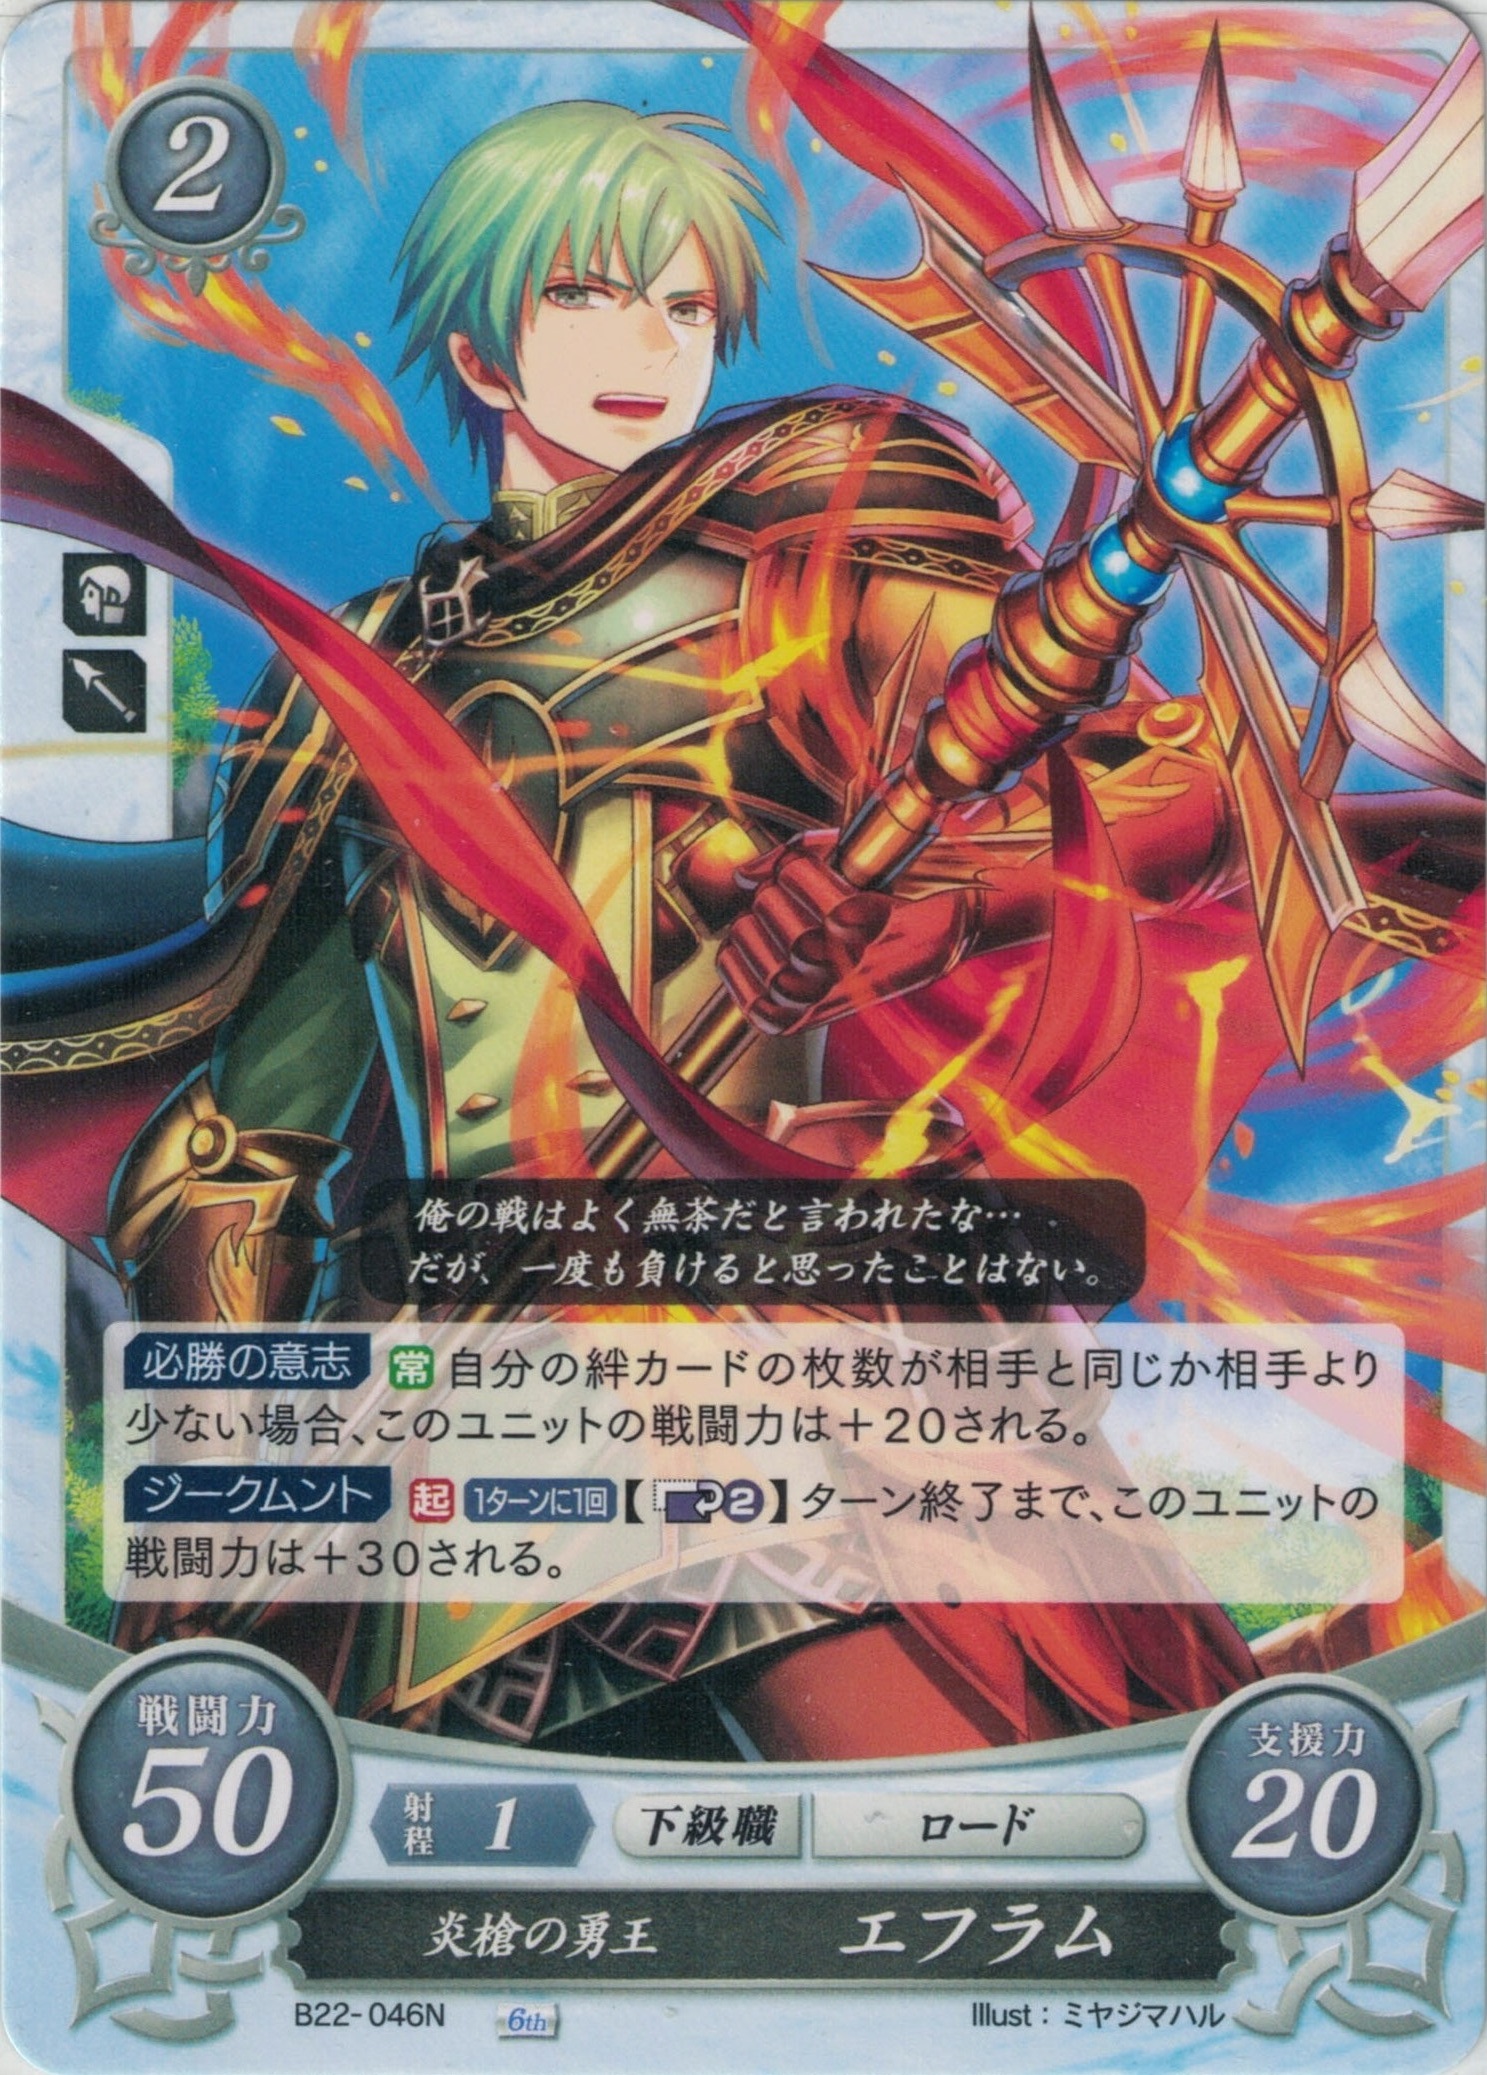 2
俺の戦はよく無茶だと言われたな…
だが、一度も負けると思ったことはない。
必勝の意志 常 自分の絆カードの枚数が相手と同じか相手より
少ない場合、このユニットの戦闘力は＋20される。
ジークムント 起 1ターンに1回【2】ターン終了まで、このユニットの
戦闘力は＋30される。
戦闘力
50
射程 1
下級職
ロード
支援力
20
炎槍の勇王 エフラム
B22-046N
6th
Illust : ミヤジマハル